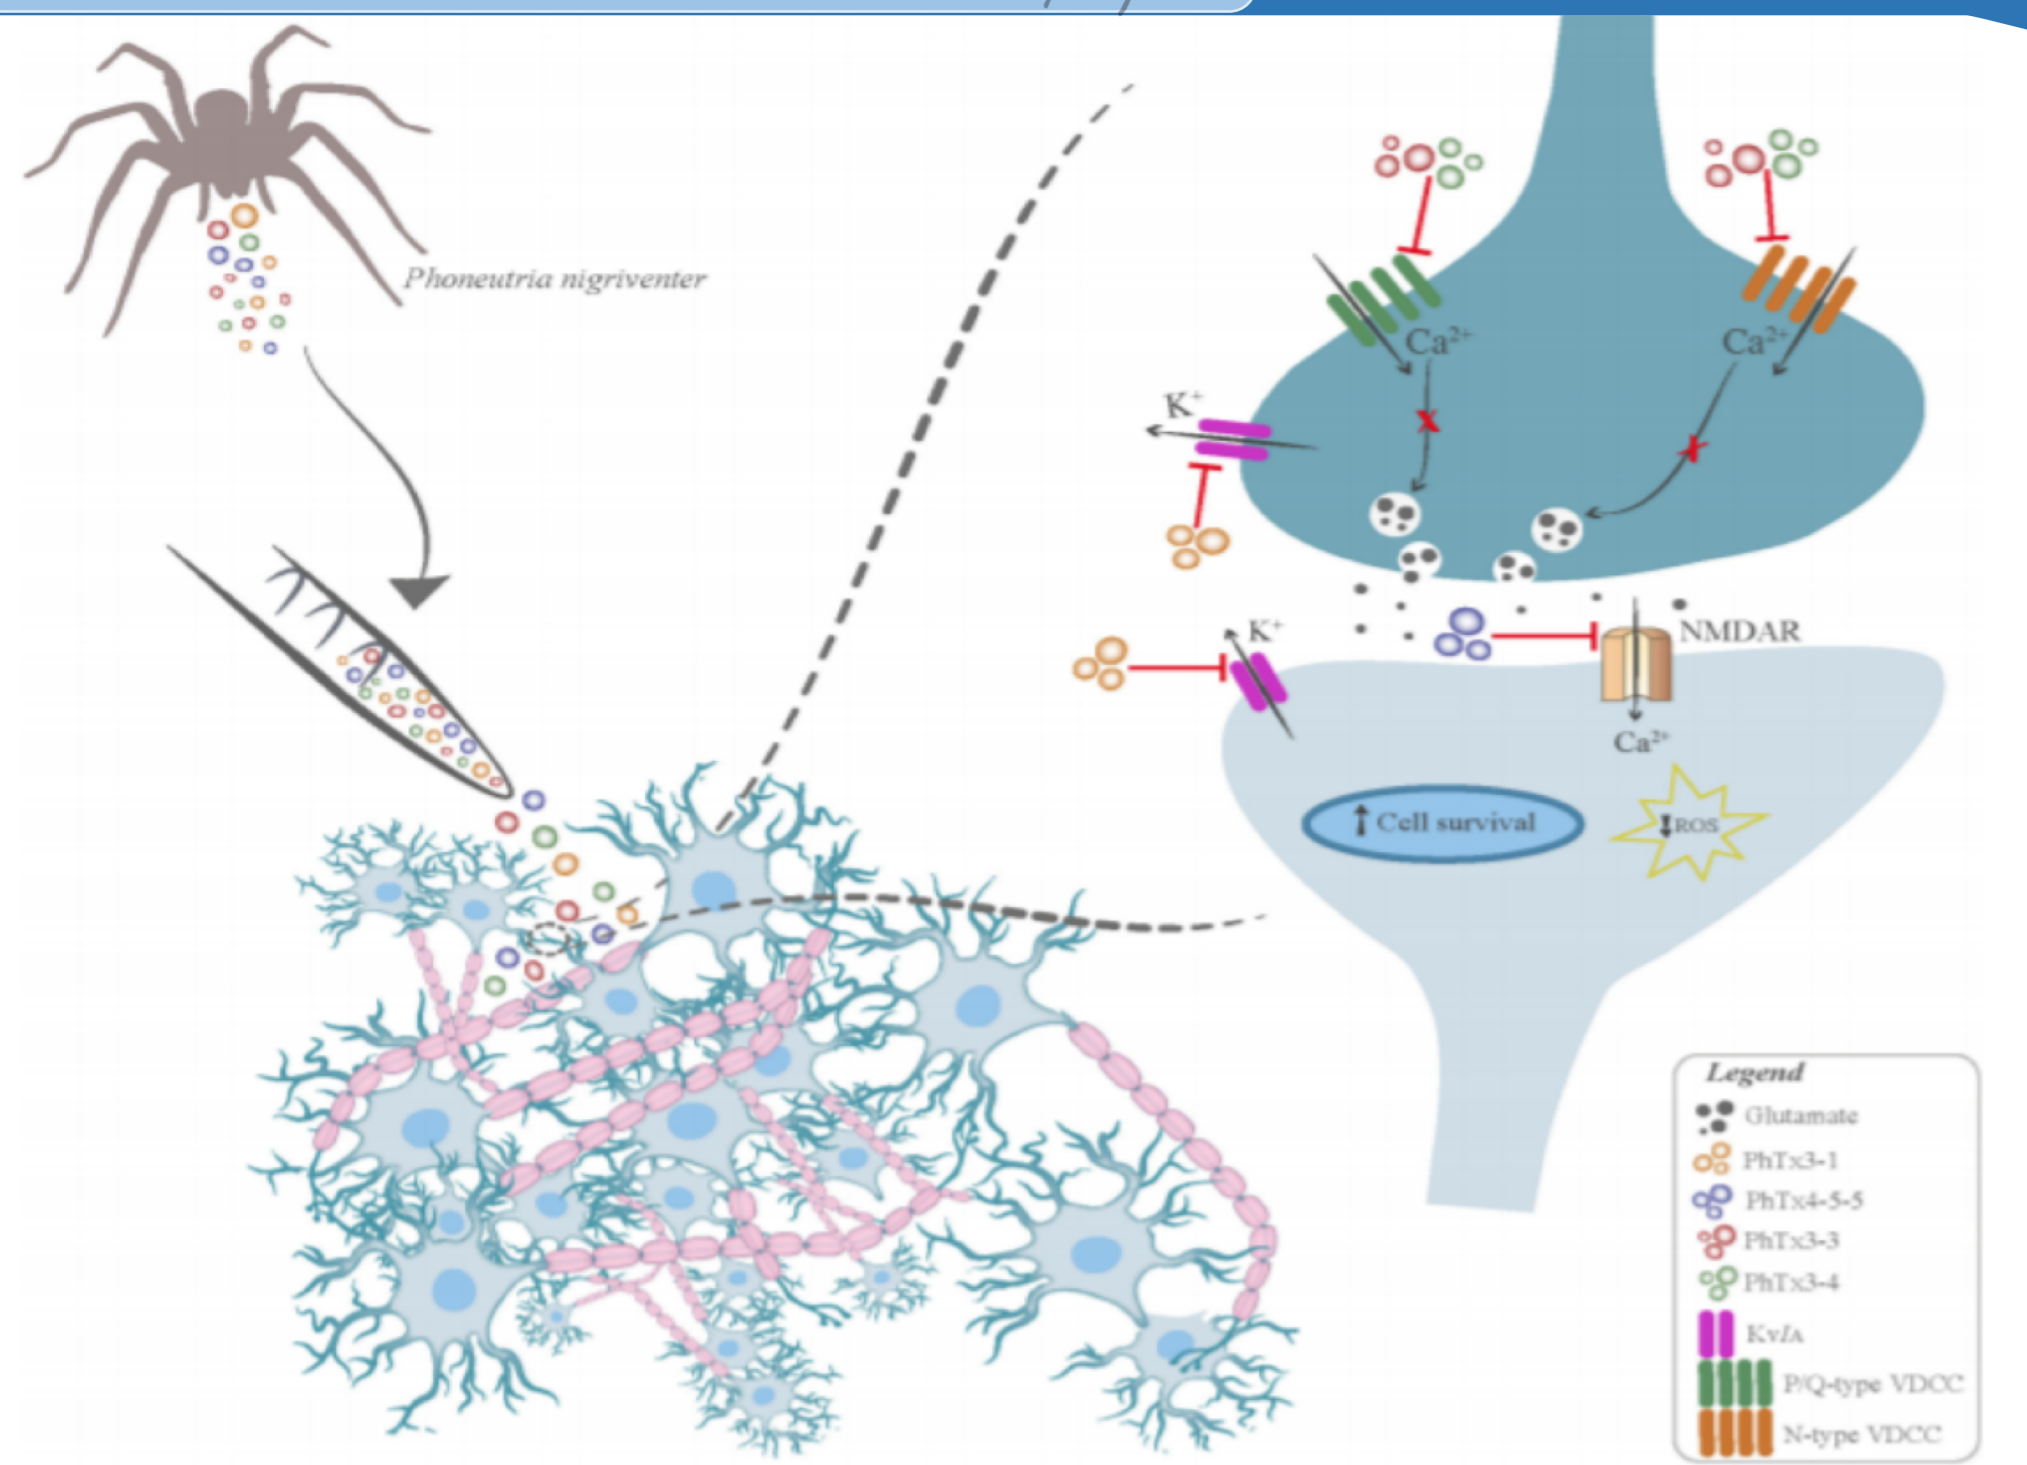 Phoneutria nigriventer
Ca²⁺
Ca²⁺
K⁺
K⁺
NMDAR
Ca²⁺
Cell survival
ROS
Legend
Glutamate
PhTx3-1
PhTx4-5-5
PhTx3-3
PhTx3-4
KvIA
P/Q-type VDCC
N-type VDCC